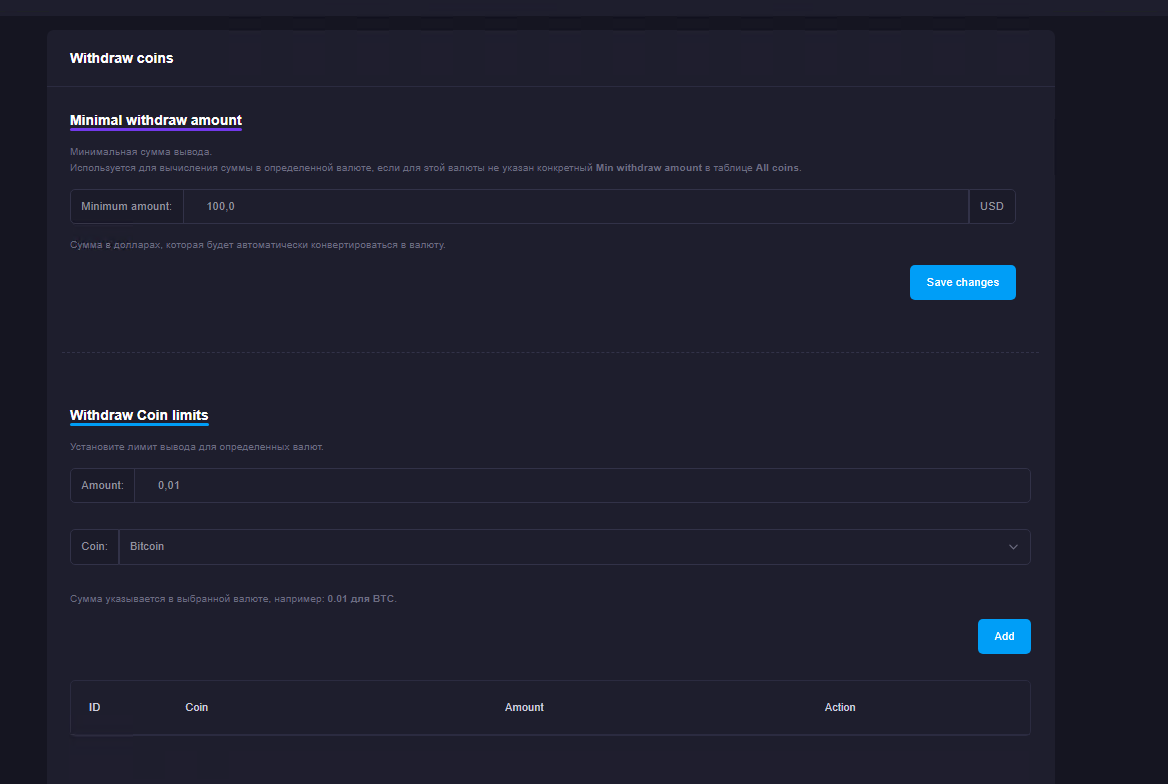 Withdraw coins
Minimal withdraw amount
Минимальная сумма вывода.
Используется для вычисления суммы в определенной валюте, если для этой валюты не указан конкретный Min withdraw amount в таблице All coins.
Minimum amount: 100,0 USD
Сумма в долларах, которая будет автоматически конвертироваться в валюту.
Save changes
Withdraw Coin limits
Установите лимит вывода для определенных валют.
Amount: 0,01
Coin: Bitcoin
Сумма указывается в выбранной валюте, например: 0.01 для BTC.
Add
ID Coin Amount Action